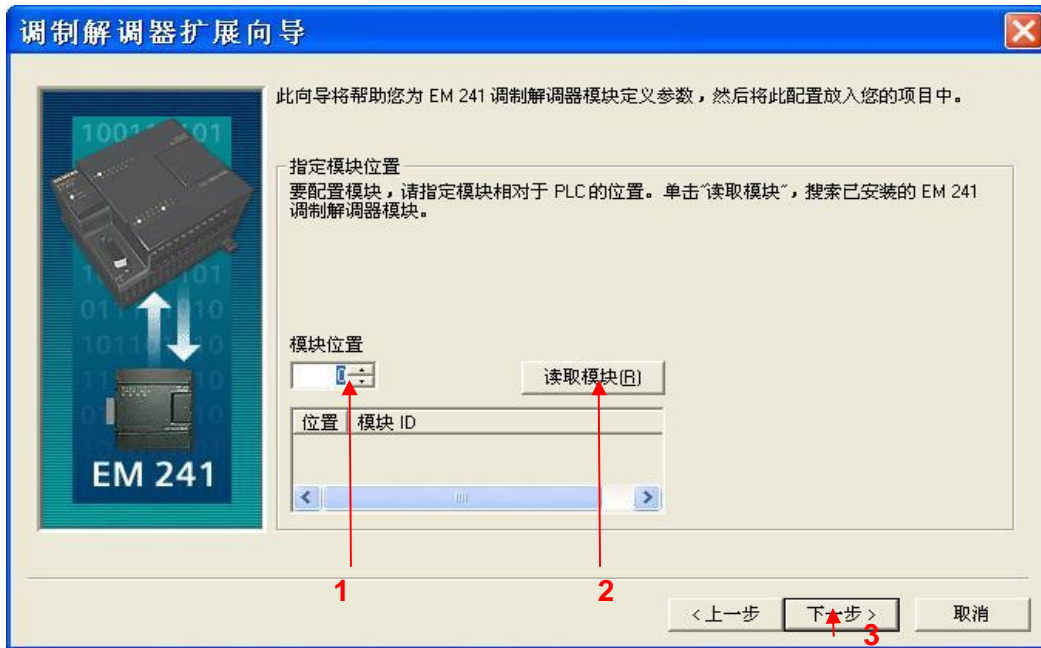 调制解调器扩展向导
此向导将帮助您为 EM 241 调制解调器模块定义参数，然后将此配置放入您的项目中。
指定模块位置
要配置模块，请指定模块相对于 PLC 的位置。单击“读取模块”，搜索已安装的 EM 241
调制解调器模块。
模块位置
0
读取模块(R)
位置 模块 ID
EM 241
1
2
<上一步 下一步> 取消
3